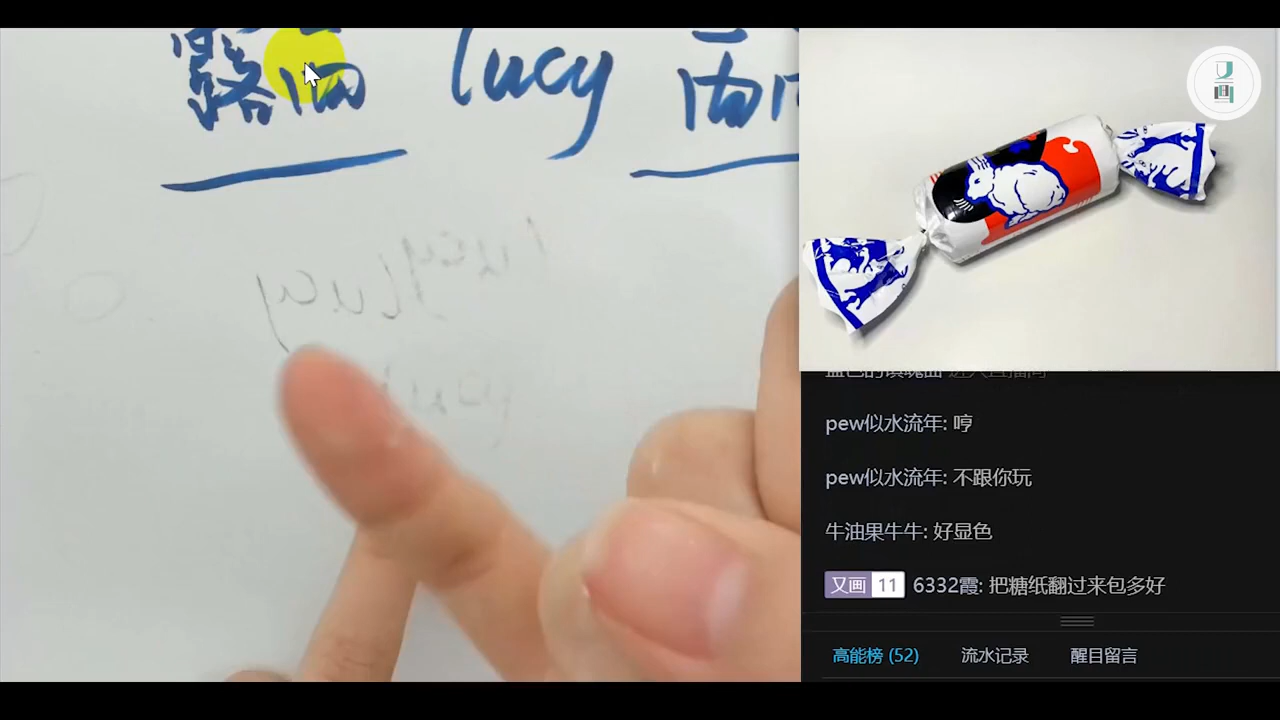 露西 lucy 雨
lucy
lucy
pew似水流年: 哼
pew似水流年: 不跟你玩
牛油果牛牛: 好显色
又画 11 6332霞: 把糖纸翻过来包多好
高能榜 (52) 流水记录 醒目留言